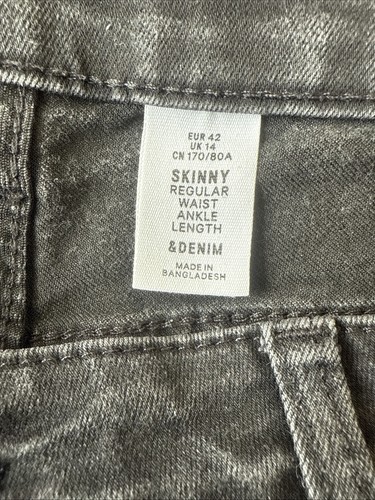 EUR 42
UK 14
CN 170/80A
SKINNY
REGULAR
WAIST
ANKLE
LENGTH
&DENIM
MADE IN
BANGLADESH